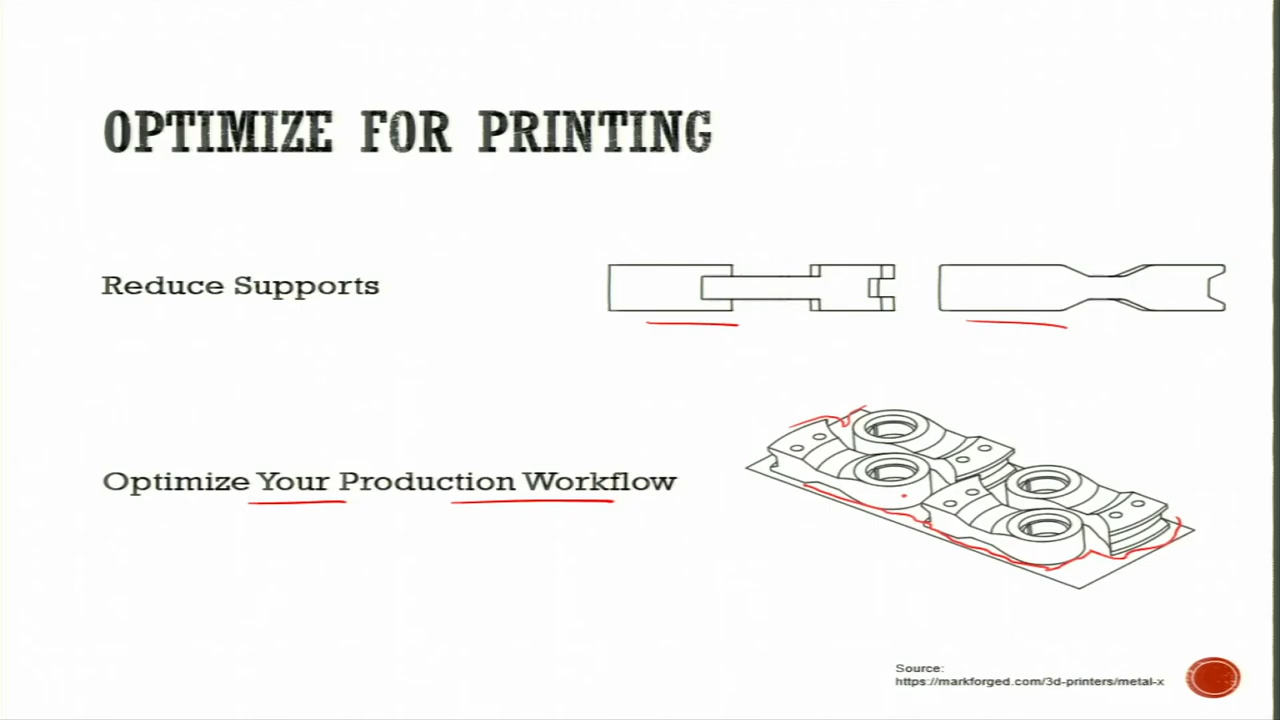 OPTIMIZE FOR PRINTING
Reduce Supports
Optimize Your Production Workflow
Source:
https://markforged.com/3d-printers/metal-x